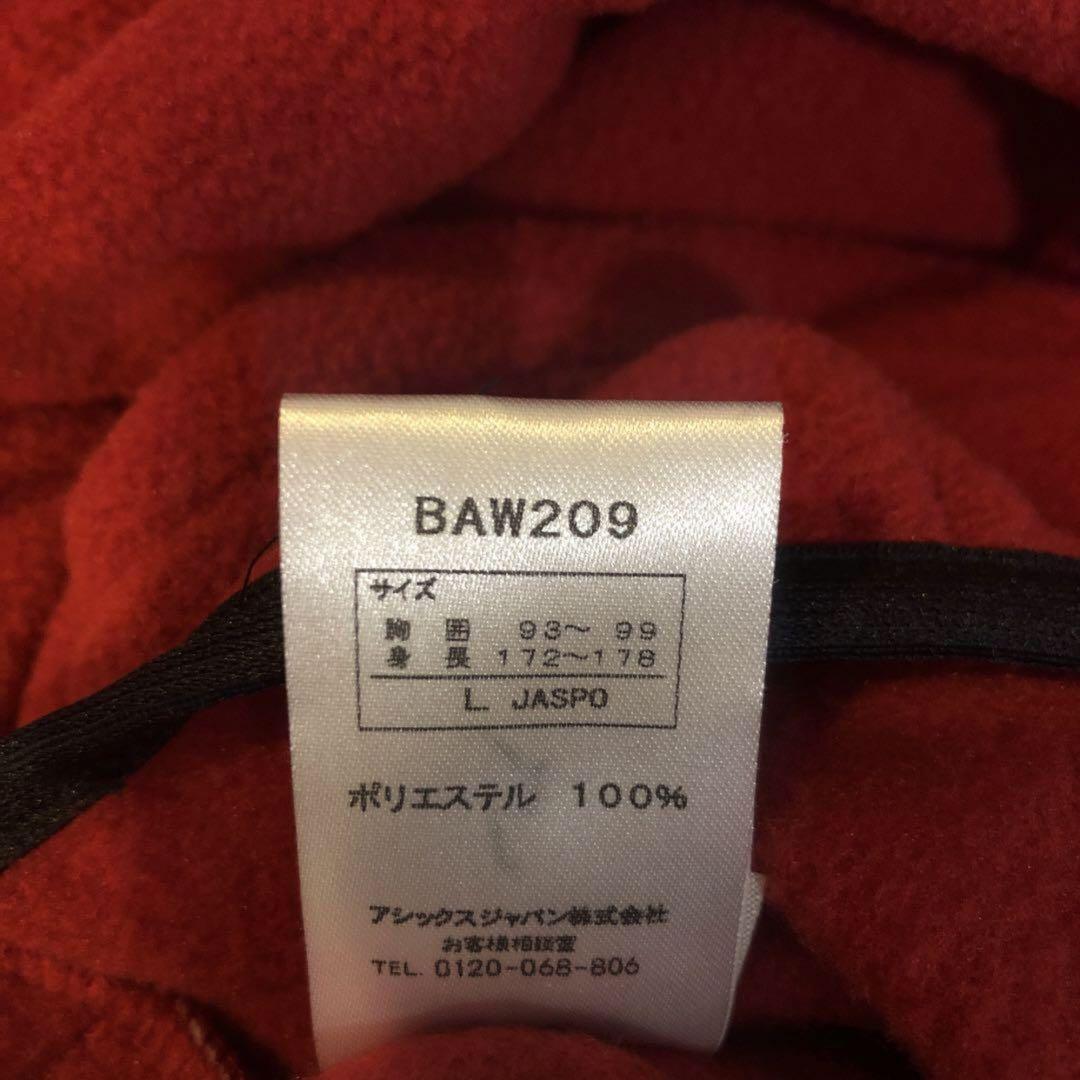 BAW209
サイズ
胸 囲 93〜 99
身 長 172〜178
L JASPO
ポリエステル 100%
アシックスジャパン株式会社
お客様相談室
TEL. 0120-068-806